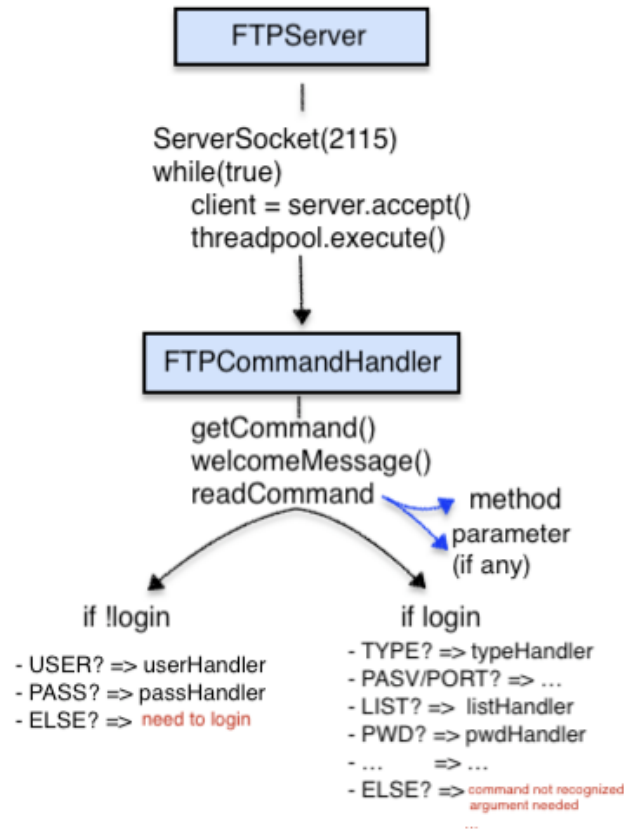 FTPServer
ServerSocket(2115)
while(true)
client = server.accept()
threadpool.execute()
FTPCommandHandler
getCommand()
welcomeMessage()
readCommand
method
parameter
(if any)
if !login
- USER? => userHandler
- PASS? => passHandler
- ELSE? => need to login
if login
- TYPE? => typeHandler
- PASV/PORT? => ...
- LIST? => listHandler
- PWD? => pwdHandler
- ... => ...
- ELSE? => command not recognized
argument needed
...